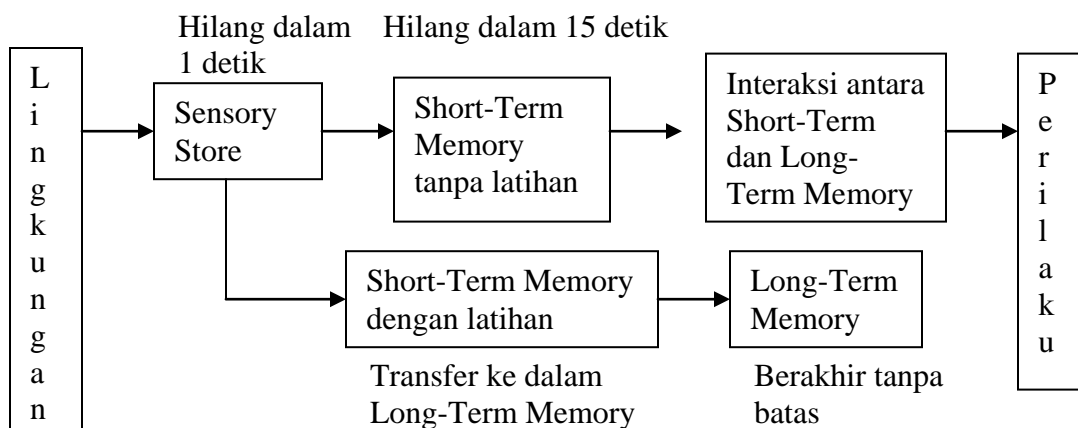 Hilang dalam
1 detik
Hilang dalam 15 detik
L
i
n
g
k
u
n
g
a
n
Sensory
Store
Short-Term
Memory
tanpa latihan
Interaksi antara
Short-Term
dan Long-
Term Memory
P
e
r
i
l
a
k
u
Short-Term Memory
dengan latihan
Long-Term
Memory
Transfer ke dalam
Long-Term Memory
Berakhir tanpa
batas